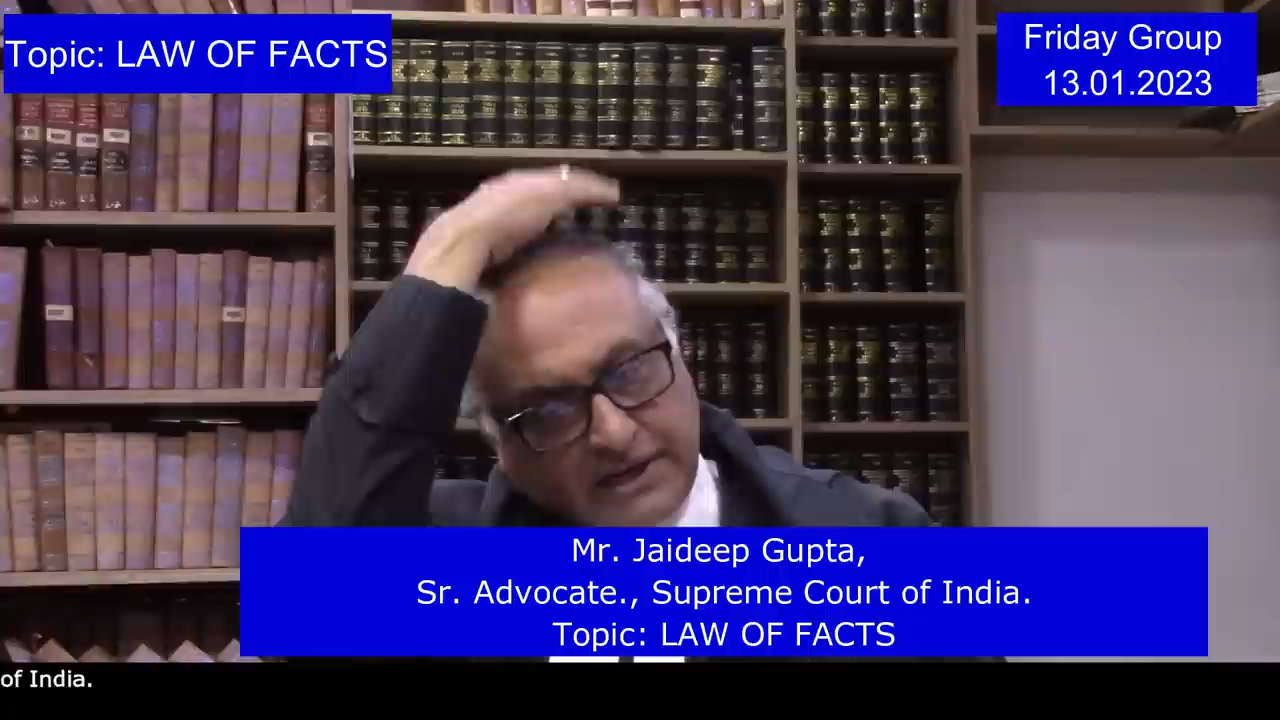 Topic: LAW OF FACTS
Friday Group
13.01.2023
Mr. Jaideep Gupta,
Sr. Advocate., Supreme Court of India.
Topic: LAW OF FACTS
of India.